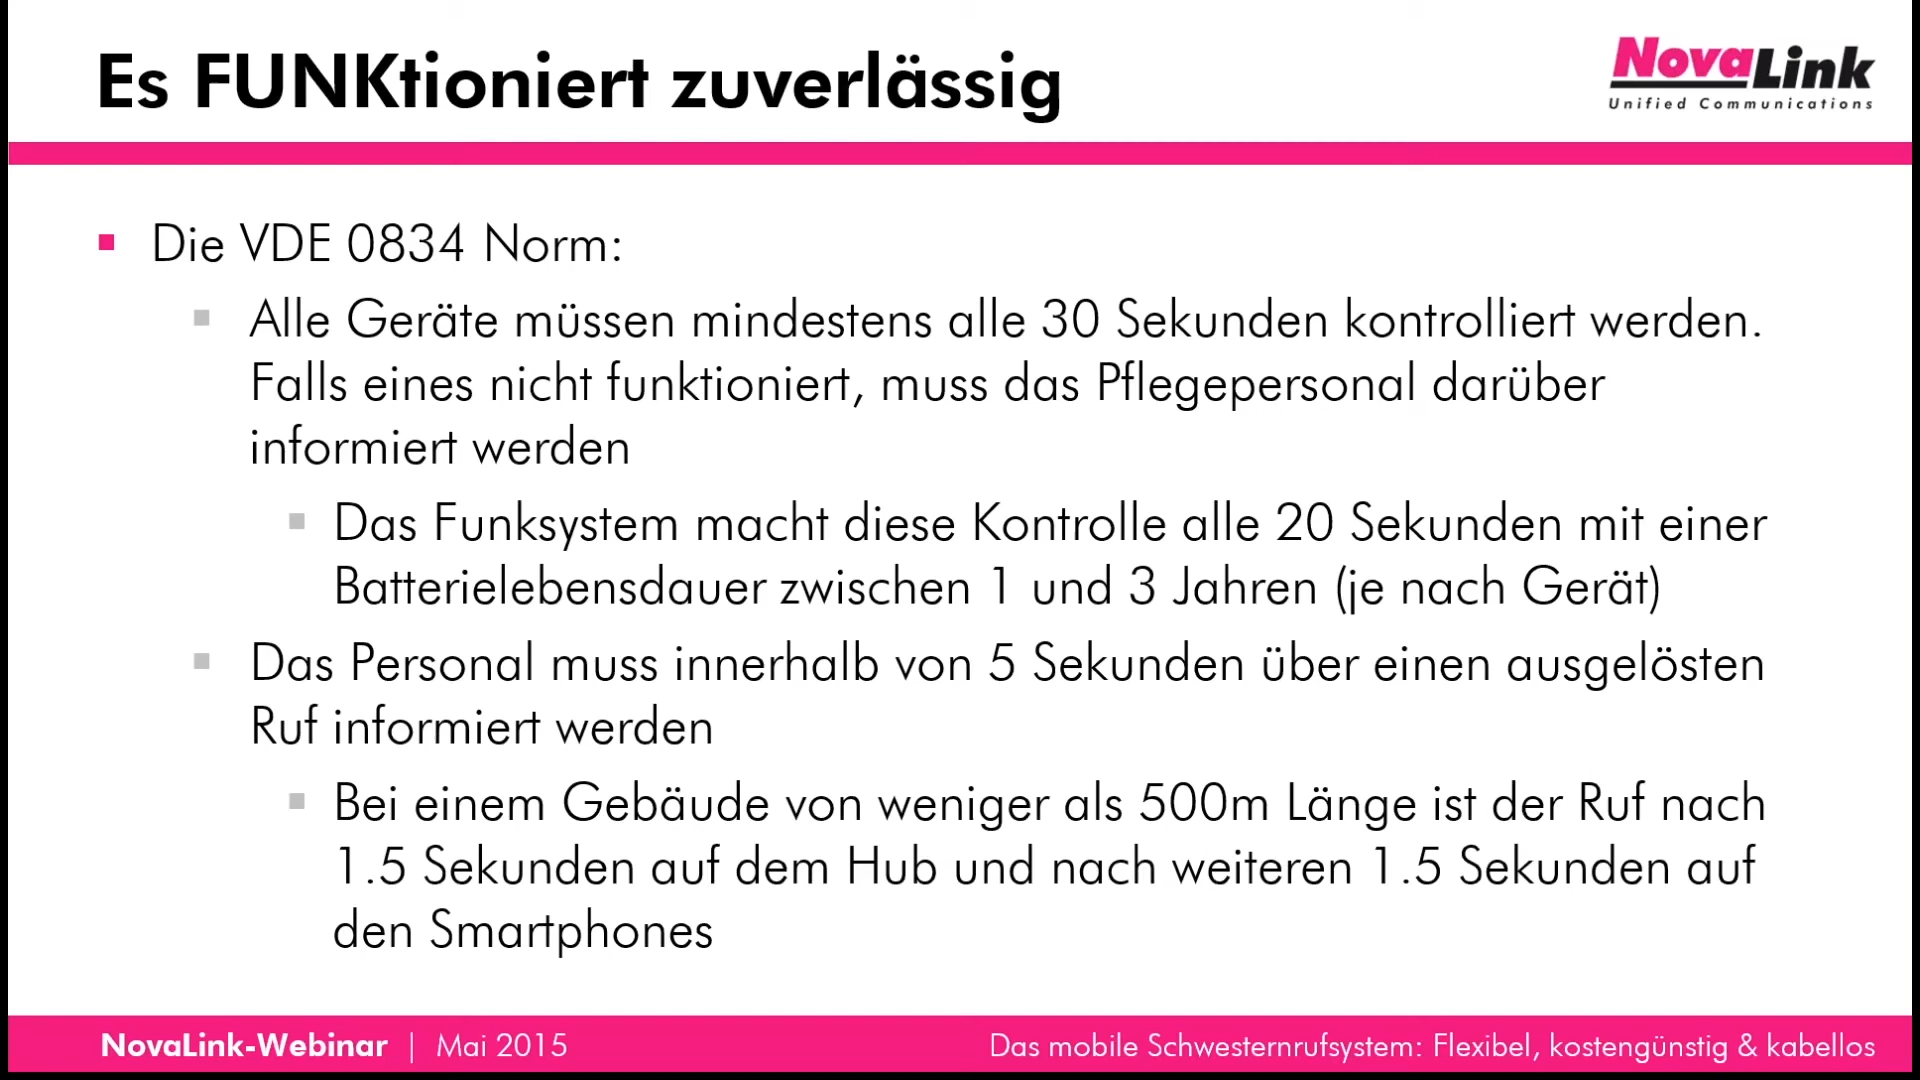 Es FUNKtioniert zuverlässig
NovaLink
Unified Communications
Die VDE 0834 Norm:
Alle Geräte müssen mindestens alle 30 Sekunden kontrolliert werden.
Falls eines nicht funktioniert, muss das Pflegepersonal darüber
informiert werden
Das Funksystem macht diese Kontrolle alle 20 Sekunden mit einer
Batterielebensdauer zwischen 1 und 3 Jahren (je nach Gerät)
Das Personal muss innerhalb von 5 Sekunden über einen ausgelösten
Ruf informiert werden
Bei einem Gebäude von weniger als 500m Länge ist der Ruf nach
1.5 Sekunden auf dem Hub und nach weiteren 1.5 Sekunden auf
den Smartphones
NovaLink-Webinar | Mai 2015
Das mobile Schwesternrufsystem: Flexibel, kostengünstig & kabellos